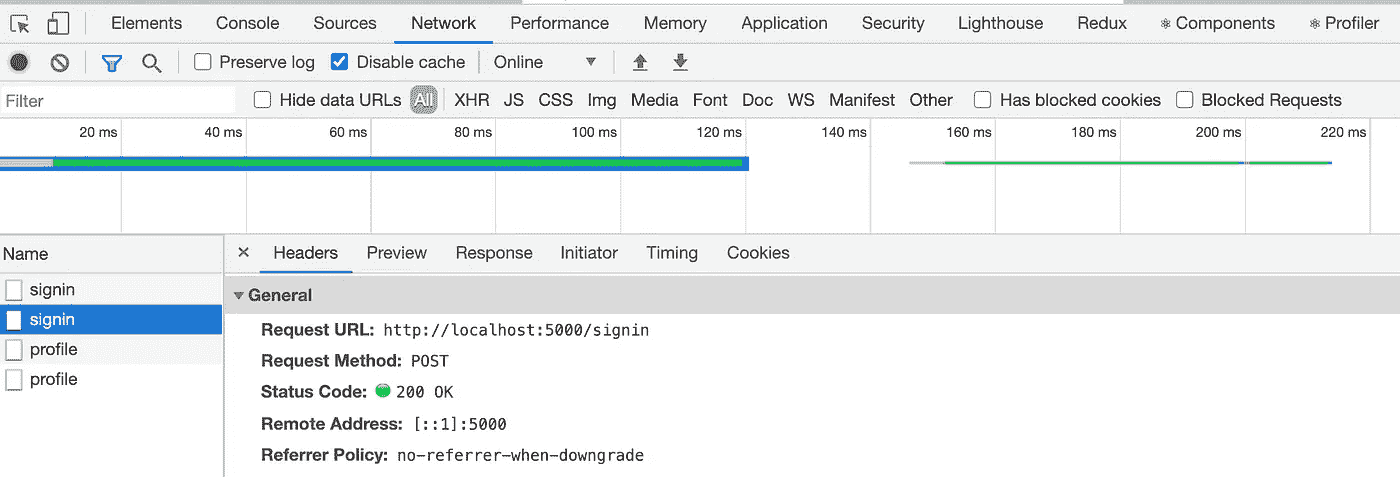 Elements Console Sources Network Performance Memory Application Security Lighthouse Redux ⚛ Components ⚛ Profiler
Preserve log Disable cache Online
Filter Hide data URLs All XHR JS CSS Img Media Font Doc WS Manifest Other Has blocked cookies Blocked Requests
20 ms 40 ms 60 ms 80 ms 100 ms 120 ms 140 ms 160 ms 180 ms 200 ms 220 ms
Name × Headers Preview Response Initiator Timing Cookies
signin
signin
profile
profile
General
Request URL: http://localhost:5000/signin
Request Method: POST
Status Code: 200 OK
Remote Address: [::1]:5000
Referrer Policy: no-referrer-when-downgrade